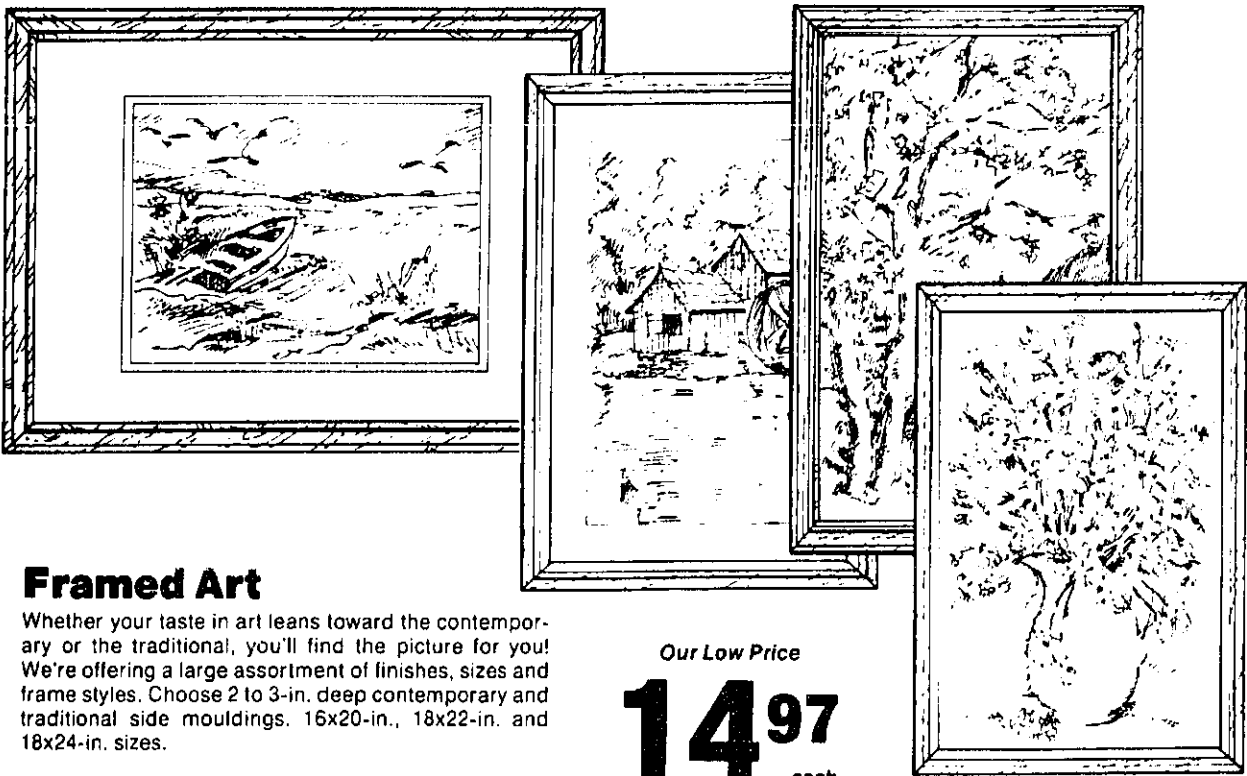 Framed Art
Whether your taste in art leans toward the contempor-
ary or the traditional, you'll find the picture for you!
We're offering a large assortment of finishes, sizes and
frame styles. Choose 2 to 3-in. deep contemporary and
traditional side mouldings. 16x20-in., 18x22-in. and
18x24-in. sizes.
Our Low Price
14 97
each